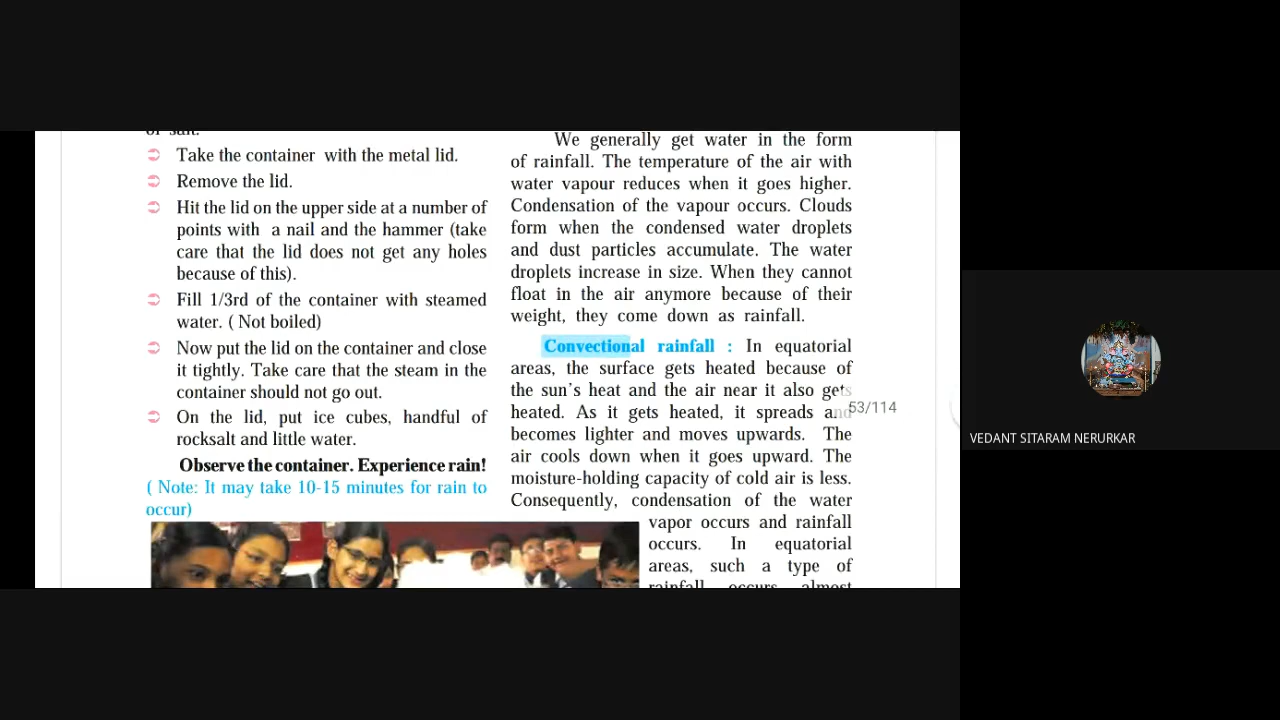 or salt.
Take the container with the metal lid.
Remove the lid.
Hit the lid on the upper side at a number of
points with a nail and the hammer (take
care that the lid does not get any holes
because of this).
Fill 1/3rd of the container with steamed
water. ( Not boiled)
Now put the lid on the container and close
it tightly. Take care that the steam in the
container should not go out.
On the lid, put ice cubes, handful of
rocksalt and little water.
Observe the container. Experience rain!
( Note: It may take 10-15 minutes for rain to
occur)
We generally get water in the form
of rainfall. The temperature of the air with
water vapour reduces when it goes higher.
Condensation of the vapour occurs. Clouds
form when the condensed water droplets
and dust particles accumulate. The water
droplets increase in size. When they cannot
float in the air anymore because of their
weight, they come down as rainfall.
Convectional rainfall : In equatorial
areas, the surface gets heated because of
the sun's heat and the air near it also gets
heated. As it gets heated, it spreads and
becomes lighter and moves upwards. The
air cools down when it goes upward. The
moisture-holding capacity of cold air is less.
Consequently, condensation of the water
vapor occurs and rainfall
occurs. In equatorial
areas, such a type of
rainfall occurs almost
53/114
VEDANT SITARAM NERURKAR